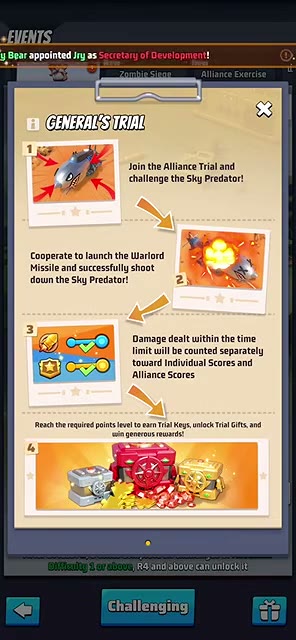 EVENTS
y Bear appointed Jry as Secretary of Development!
Zombie Siege
Alliance Exercise
GENERAL'S TRIAL
1
Join the Alliance Trial and
challenge the Sky Predator!
Cooperate to launch the Warlord
Missile and successfully shoot
down the Sky Predator!
2
3
Damage dealt within the time
limit will be counted separately
toward Individual Scores and
Alliance Scores
Reach the required points level to earn Trial Keys, unlock Trial Gifts, and
win generous rewards!
4
Difficulty 1 or above, R4 and above can unlock it
Challenging